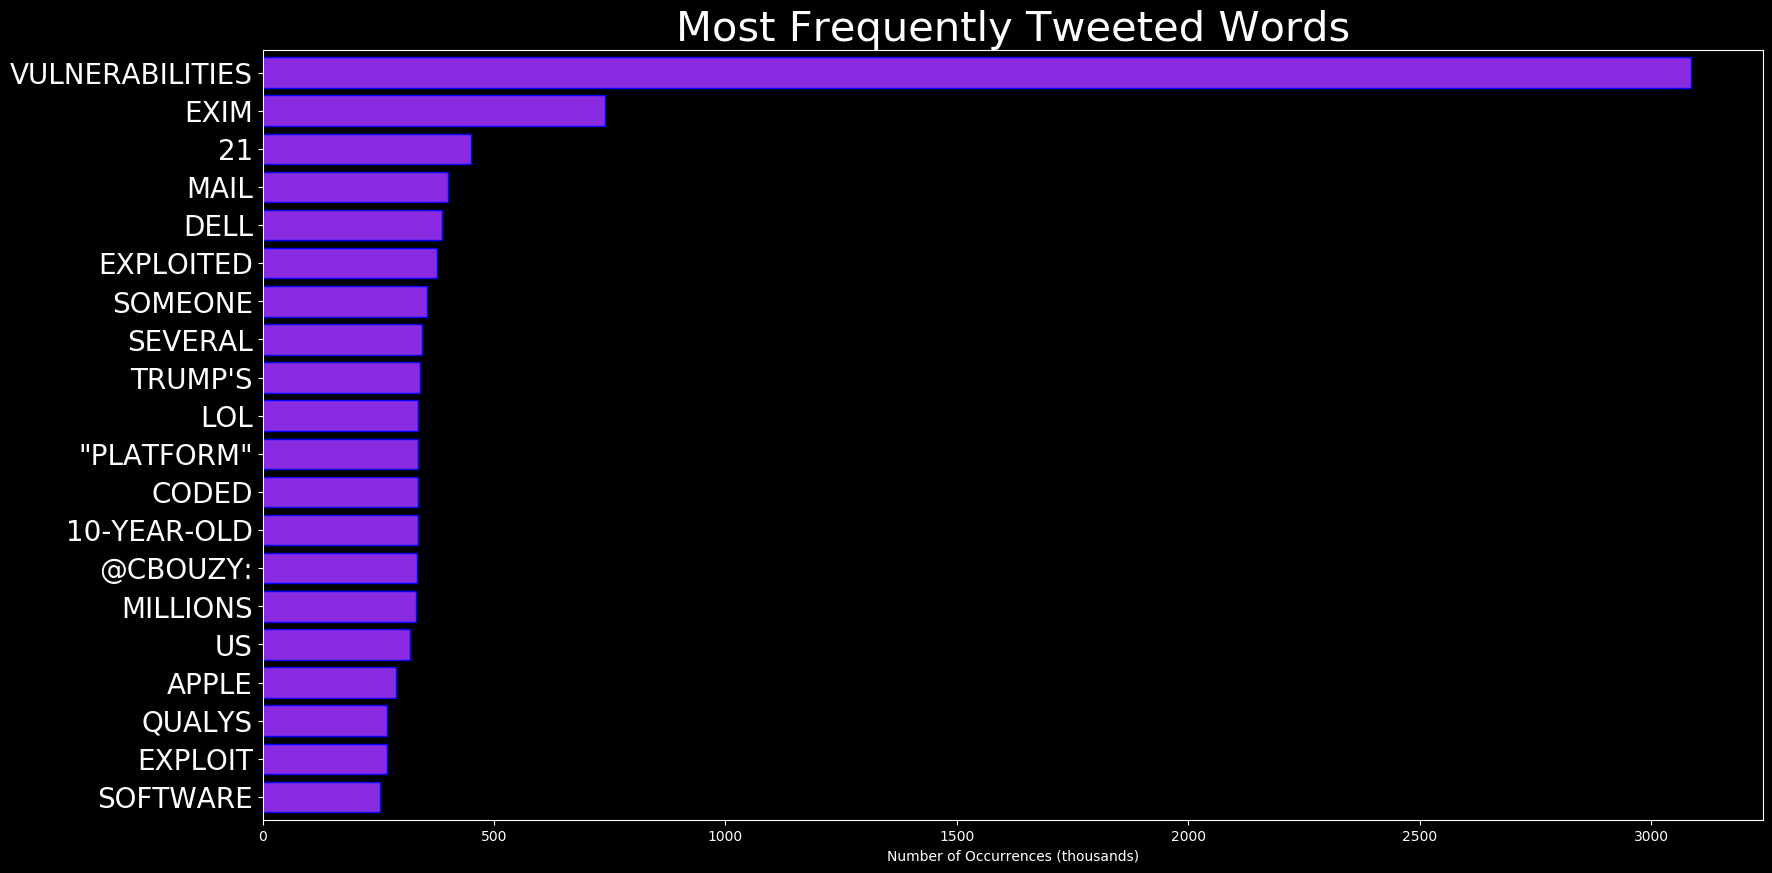 Most Frequently Tweeted Words
VULNERABILITIES
EXIM
21
MAIL
DELL
EXPLOITED
SOMEONE
SEVERAL
TRUMP'S
LOL
"PLATFORM"
CODED
10-YEAR-OLD
@CBOUZY:
MILLIONS
US
APPLE
QUALYS
EXPLOIT
SOFTWARE
0 500 1000 1500 2000 2500 3000
Number of Occurrences (thousands)